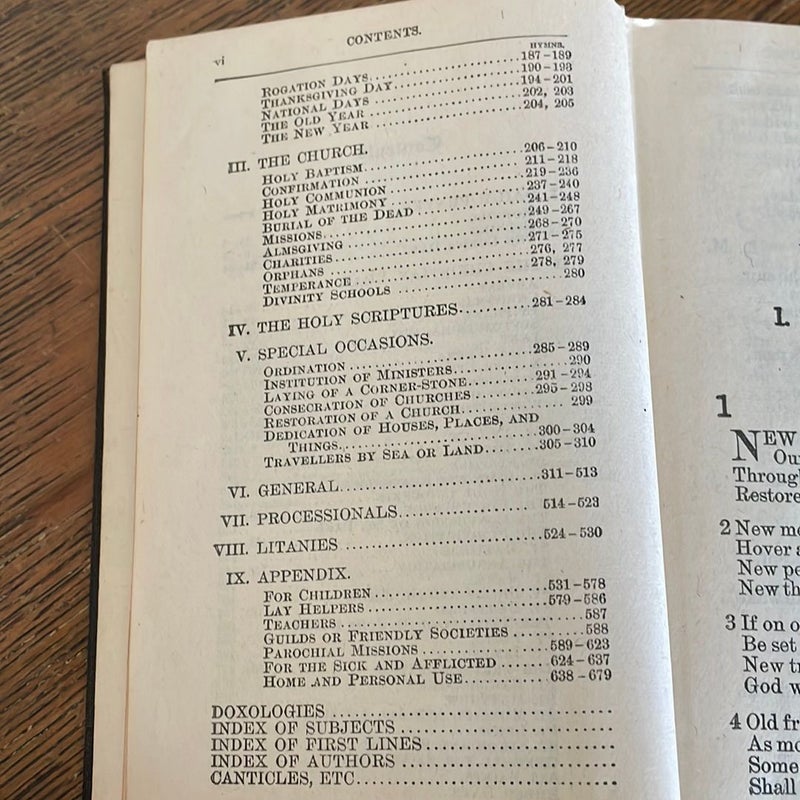 vi CONTENTS.
HYMNS.
ROGATION DAYS....................187–189
THANKSGIVING DAY....................190–193
NATIONAL DAYS....................194–201
THE OLD YEAR....................202, 203
THE NEW YEAR....................204, 205
III. THE CHURCH.
HOLY BAPTISM....................206–210
CONFIRMATION....................211–218
HOLY COMMUNION....................219–236
HOLY MATRIMONY....................237–240
BURIAL OF THE DEAD....................241–248
MISSIONS....................249–267
ALMSGIVING....................268–270
CHARITIES....................271–275
ORPHANS....................276, 277
TEMPERANCE....................278, 279
DIVINITY SCHOOLS....................280
IV. THE HOLY SCRIPTURES....................281–284
V. SPECIAL OCCASIONS.
ORDINATION....................285–289
INSTITUTION OF MINISTERS....................290
LAYING OF A CORNER-STONE....................291–294
CONSECRATION OF CHURCHES....................295–298
RESTORATION OF A CHURCH....................299
DEDICATION OF HOUSES, PLACES, AND
THINGS....................300–304
TRAVELLERS BY SEA OR LAND....................305–310
VI. GENERAL....................311–513
VII. PROCESSIONALS....................514–523
VIII. LITANIES....................524–530
IX. APPENDIX.
FOR CHILDREN....................531–578
LAY HELPERS....................579–586
TEACHERS....................587
GUILDS OR FRIENDLY SOCIETIES....................588
PAROCHIAL MISSIONS....................589–623
FOR THE SICK AND AFFLICTED....................624–637
HOME AND PERSONAL USE....................638–679
DOXOLOGIES....................
INDEX OF SUBJECTS....................
INDEX OF FIRST LINES....................
INDEX OF AUTHORS....................
CANTICLES, ETC....................
1.
1
NEW
Ou
Through
Restore
2 New me
Hover a
New pe
New th
3 If on o
Be set
New tr
God w
4 Old fr
As mo
Some
Shall